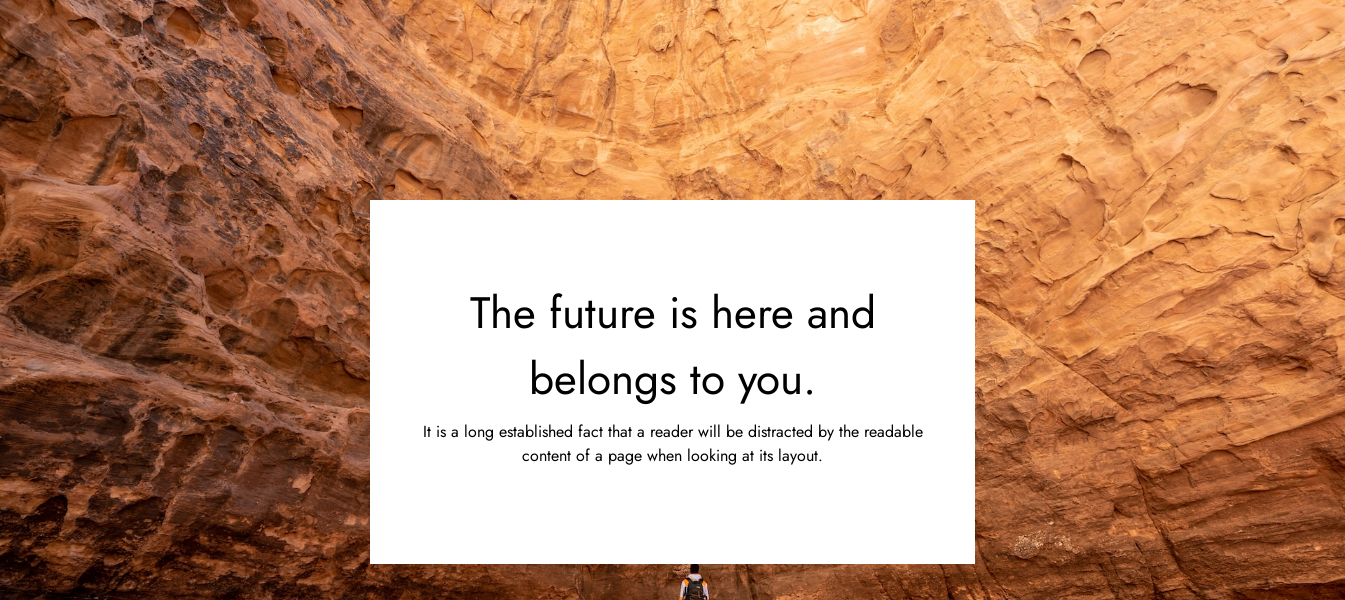 The future is here and
belongs to you.
It is a long established fact that a reader will be distracted by the readable
content of a page when looking at its layout.